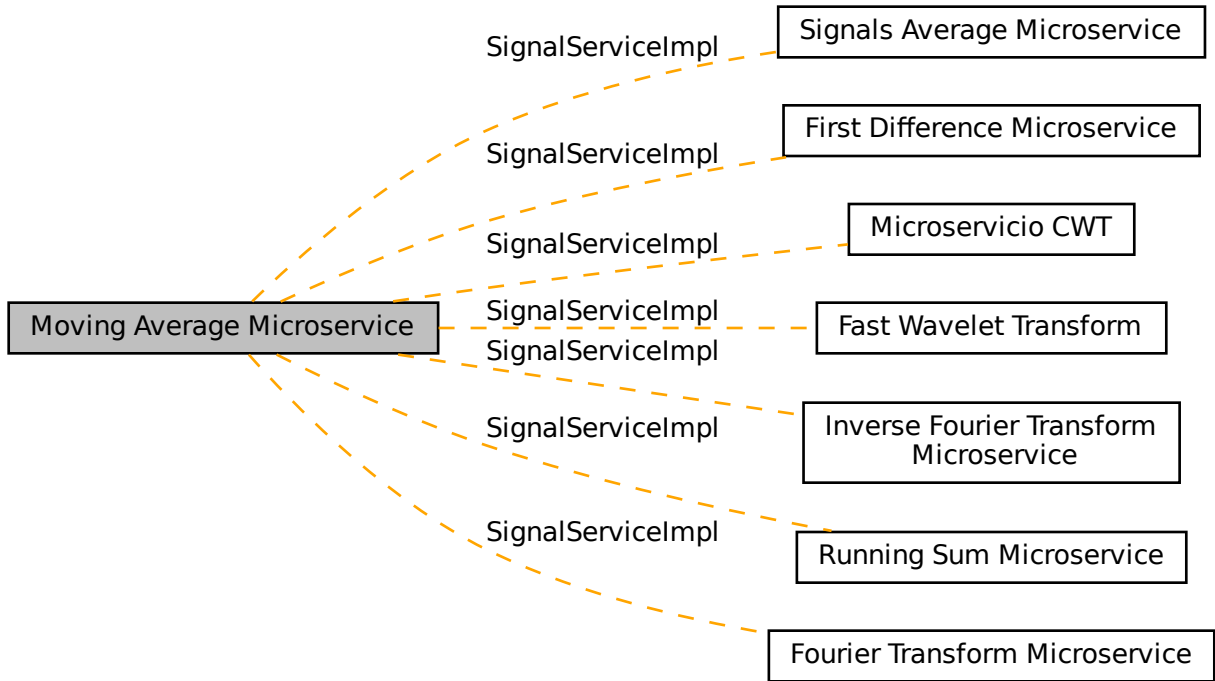 SignalServiceImpl
Signals Average Microservice
SignalServiceImpl
First Difference Microservice
SignalServiceImpl
Microservicio CWT
Moving Average Microservice
SignalServiceImpl
Fast Wavelet Transform
SignalServiceImpl
Inverse Fourier Transform
Microservice
SignalServiceImpl
Running Sum Microservice
SignalServiceImpl
Fourier Transform Microservice